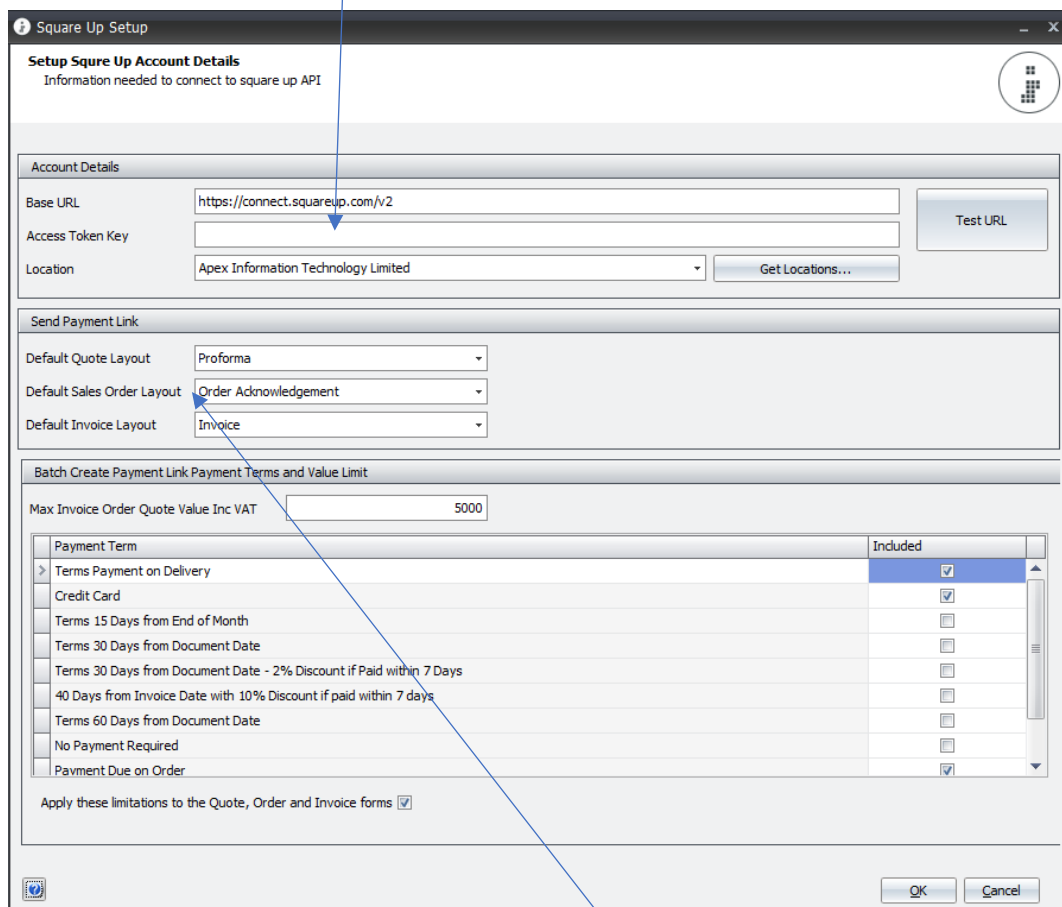 Square Up Setup
Setup Squre Up Account Details
Information needed to connect to square up API
Account Details
Base URL https://connect.squareup.com/v2
Test URL
Access Token Key
Location Apex Information Technology Limited Get Locations...
Send Payment Link
Default Quote Layout Proforma
Default Sales Order Layout Order Acknowledgement
Default Invoice Layout Invoice
Batch Create Payment Link Payment Terms and Value Limit
Max Invoice Order Quote Value Inc VAT 5000
Payment Term Included
Terms Payment on Delivery
Credit Card
Terms 15 Days from End of Month
Terms 30 Days from Document Date
Terms 30 Days from Document Date - 2% Discount if Paid within 7 Days
40 Days from Invoice Date with 10% Discount if paid within 7 days
Terms 60 Days from Document Date
No Payment Required
Payment Due on Order
Apply these limitations to the Quote, Order and Invoice forms
OK Cancel